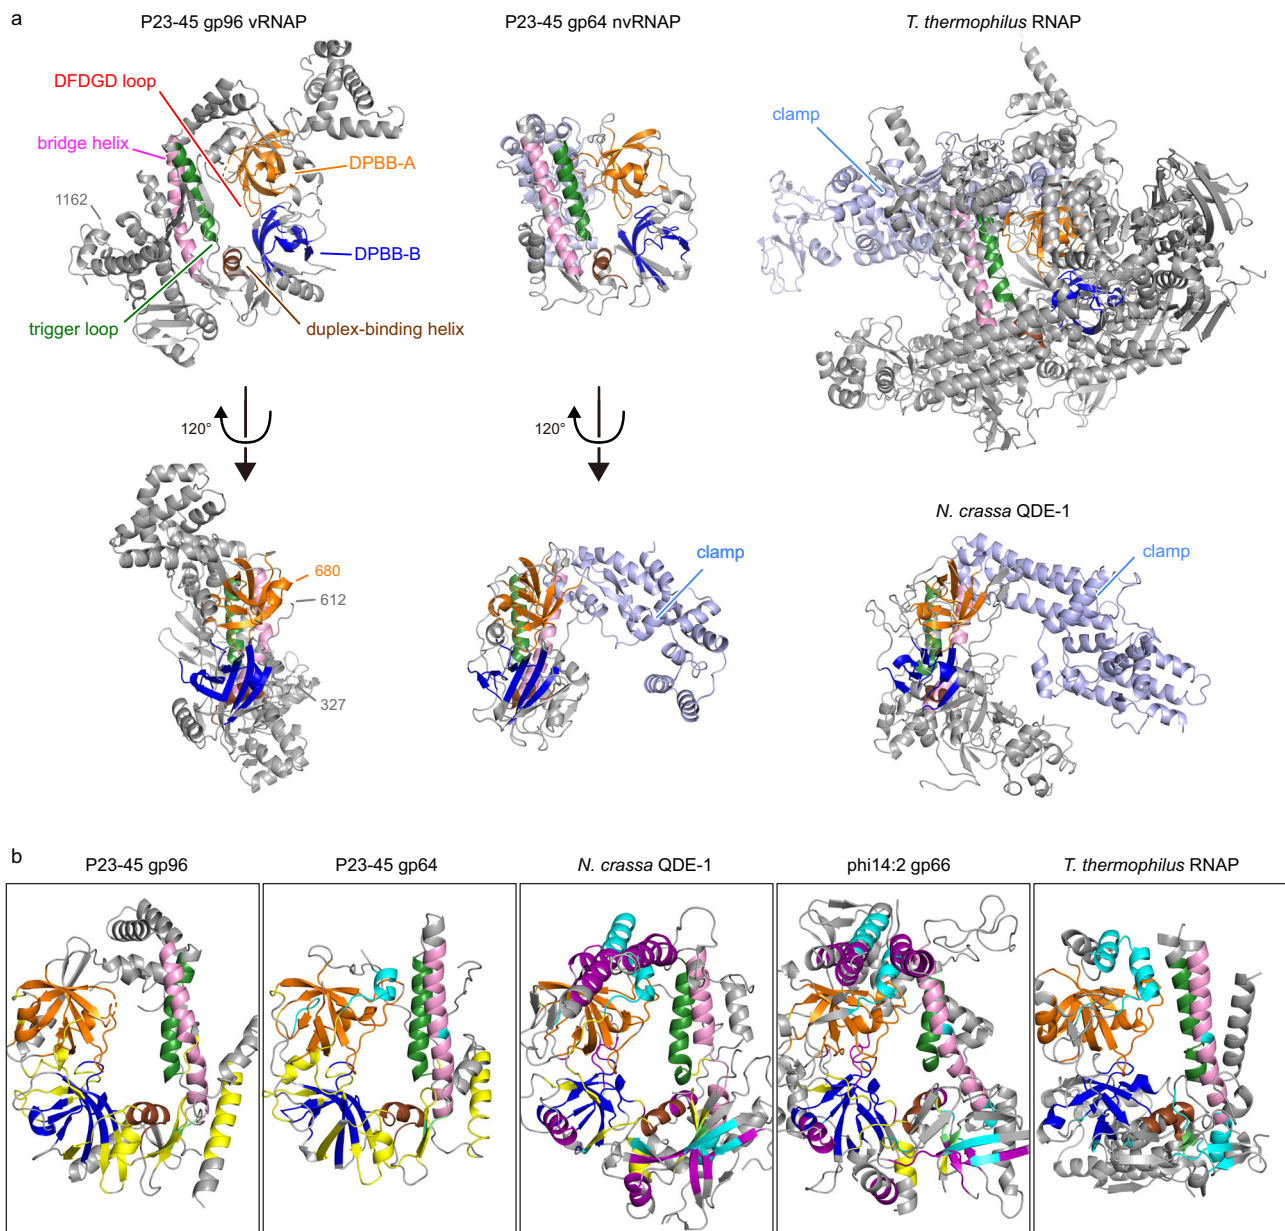 a
P23-45 gp96 vRNAP
P23-45 gp64 nvRNAP
T. thermophilus RNAP
DFDGD loop
bridge helix
DPBB-A
1162
DPBB-B
trigger loop
duplex-binding helix
clamp
120°
120°
N. crassa QDE-1
680
612
327
clamp
clamp
b
P23-45 gp96
P23-45 gp64
N. crassa QDE-1
phi14:2 gp66
T. thermophilus RNAP